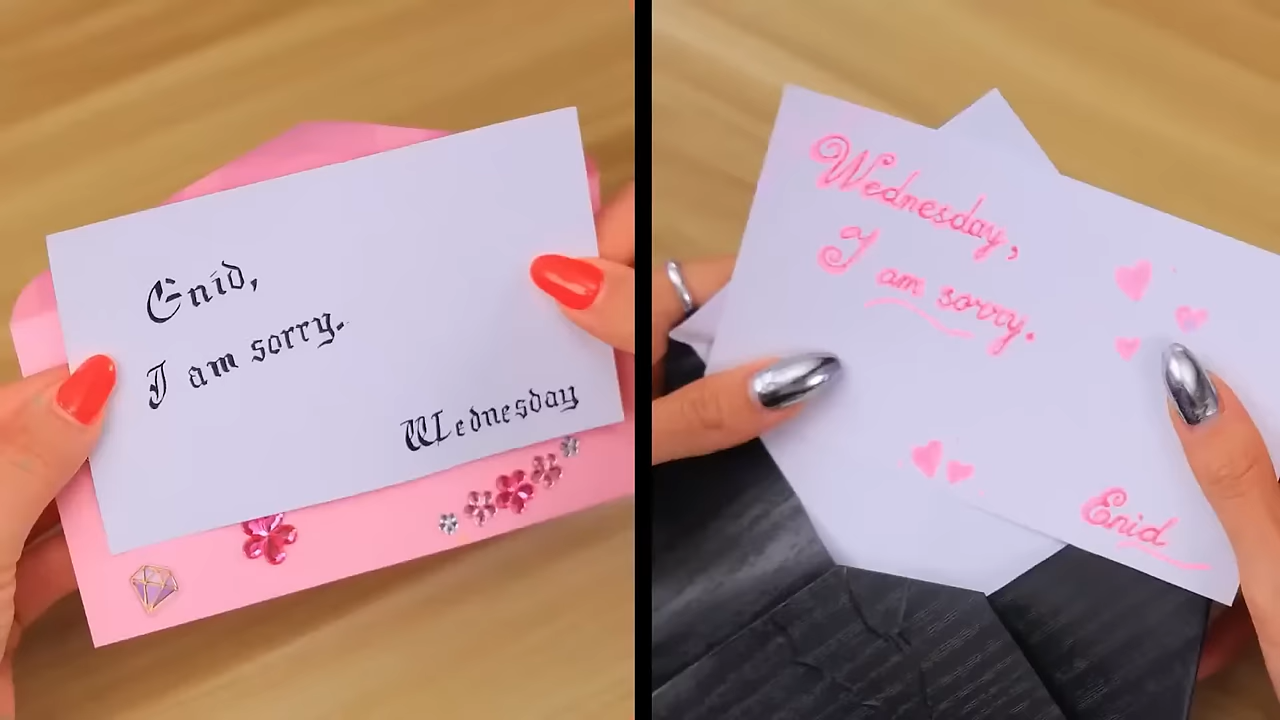 Enid,
I am sorry.
Wednesday
Wednesday,
I am sorry.
Enid